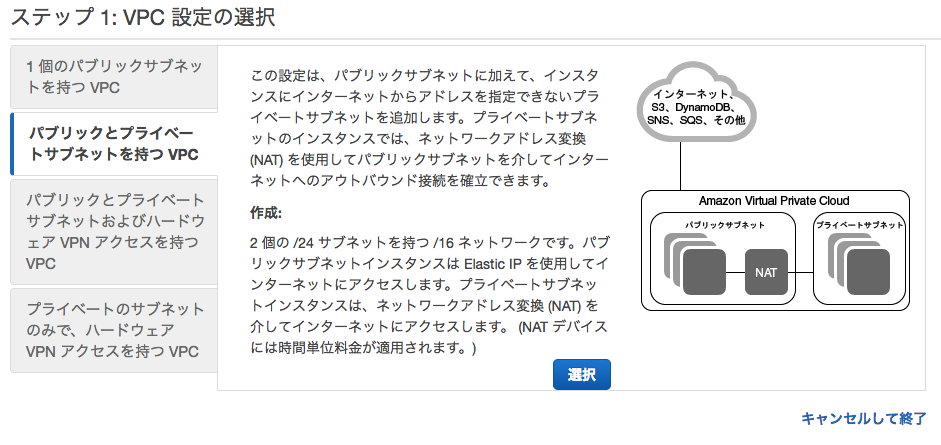 ステップ 1: VPC 設定の選択
1 個のパブリックサブネッ
トを持つ VPC
パブリックとプライベー
トサブネットを持つ VPC
パブリックとプライベート
サブネットおよびハードウ
ェア VPN アクセスを持つ
VPC
プライベートのサブネット
のみで、ハードウェア
VPN アクセスを持つ VPC
この設定は、パブリックサブネットに加えて、インスタ
ンスにインターネットからアドレスを指定できないプラ
イベートサブネットを追加します。プライベートサブネ
ットのインスタンスでは、ネットワークアドレス変換
(NAT) を使用してパブリックサブネットを介してインター
ネットへのアウトバウンド接続を確立できます。
作成:
2 個の /24 サブネットを持つ /16 ネットワークです。パブ
リックサブネットインスタンスは Elastic IP を使用してイ
ンターネットにアクセスします。プライベートサブネッ
トインスタンスは、ネットワークアドレス変換 (NAT) を
介してインターネットにアクセスします。 (NAT デバイス
には時間単位料金が適用されます。)
選択
インターネット、
S3、DynamoDB、
SNS、SQS、その他
Amazon Virtual Private Cloud
パブリックサブネット
プライベートサブネット
NAT
キャンセルして終了